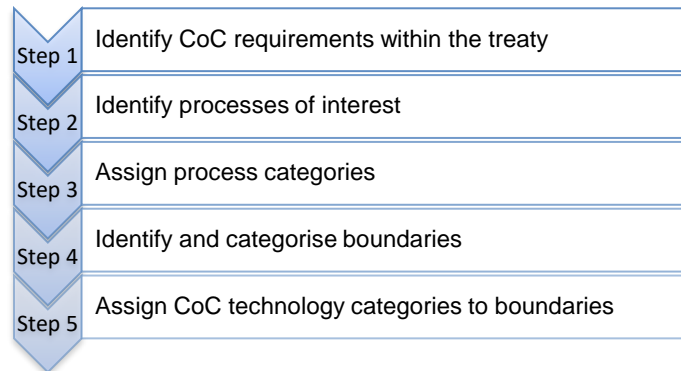 Step 1 Identify CoC requirements within the treaty
Step 2 Identify processes of interest
Step 3 Assign process categories
Step 4 Identify and categorise boundaries
Step 5 Assign CoC technology categories to boundaries